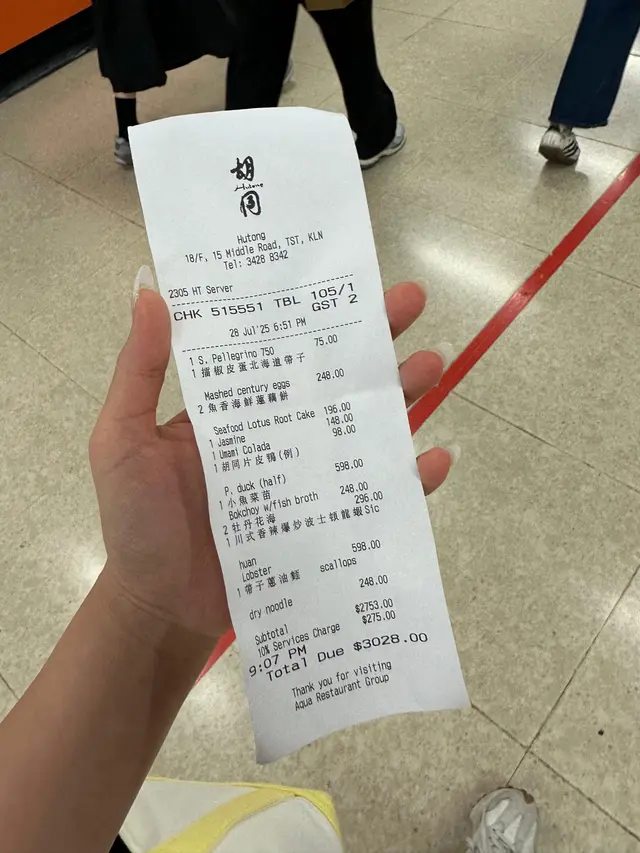 胡
Hutong
同
Hutong
18/F, 15 Middle Road, TST, KLN
Tel: 3428 8342
2305 HT Server
CHK 515551 TBL 105/1
GST 2
28 Jul'25 6:51 PM
1 S. Pellegrino 750 75.00
1 擂椒皮蛋北海道帶子
Mashed century eggs 248.00
2 魚香海鮮蓮藕餅
Seafood Lotus Root Cake 196.00
1 Jasmine 148.00
1 Umami Colada 98.00
1 胡同片皮鴨(例)
P. duck (half) 598.00
1 小魚菜苗
Bokchoy w/fish broth 248.00
2 牡丹花海 296.00
1 川式香辣爆炒波士頓龍蝦Sic
huan
Lobster 598.00
1 帶子蔥油麵 scallops
dry noodle 248.00
Subtotal $2753.00
10% Services Charge $275.00
9:07 PM
Total Due $3028.00
Thank you for visiting
Aqua Restaurant Group